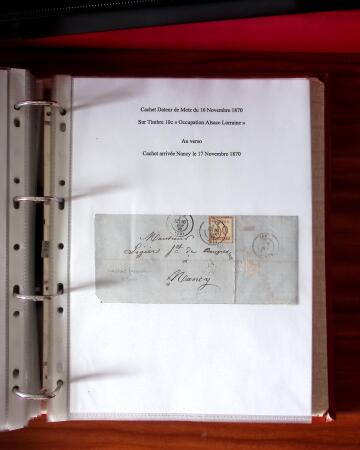 Cachet Dateur de Metz du 16 Novembre 1870
Sur Timbre 10c « Occupation Alsace Lorraine »
Au verso
Cachet arrivée Nancy le 17 Novembre 1870
Monsieur
à
Nancy